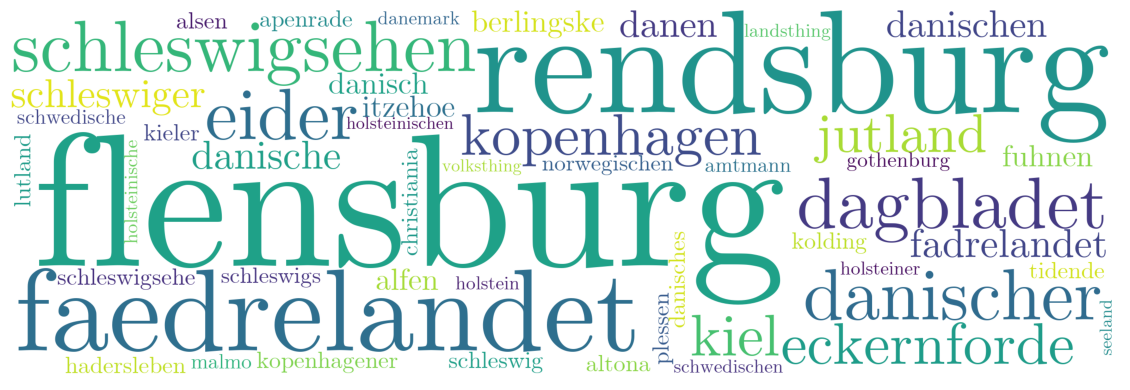 alsen apenrade danemark berlingske danen landsthing danischen
schleswigsehen rendsburg
schleswiger danisch
schwedische kieler eider itzehoe holsteinischen kopenhagen jutland
lutland holsteinische danische christiania volksthing norwegischen amtmann gothenburg fuhnen
flensburg dagbladet
kolding fadrelandet
schleswigsehe schleswigs alfen holstein danisches holsteiner tidende
faedrelandet plessen kiel danischer seeland
eckernforde
hadersleben malmo kopenhagener schleswig altona schwedischen